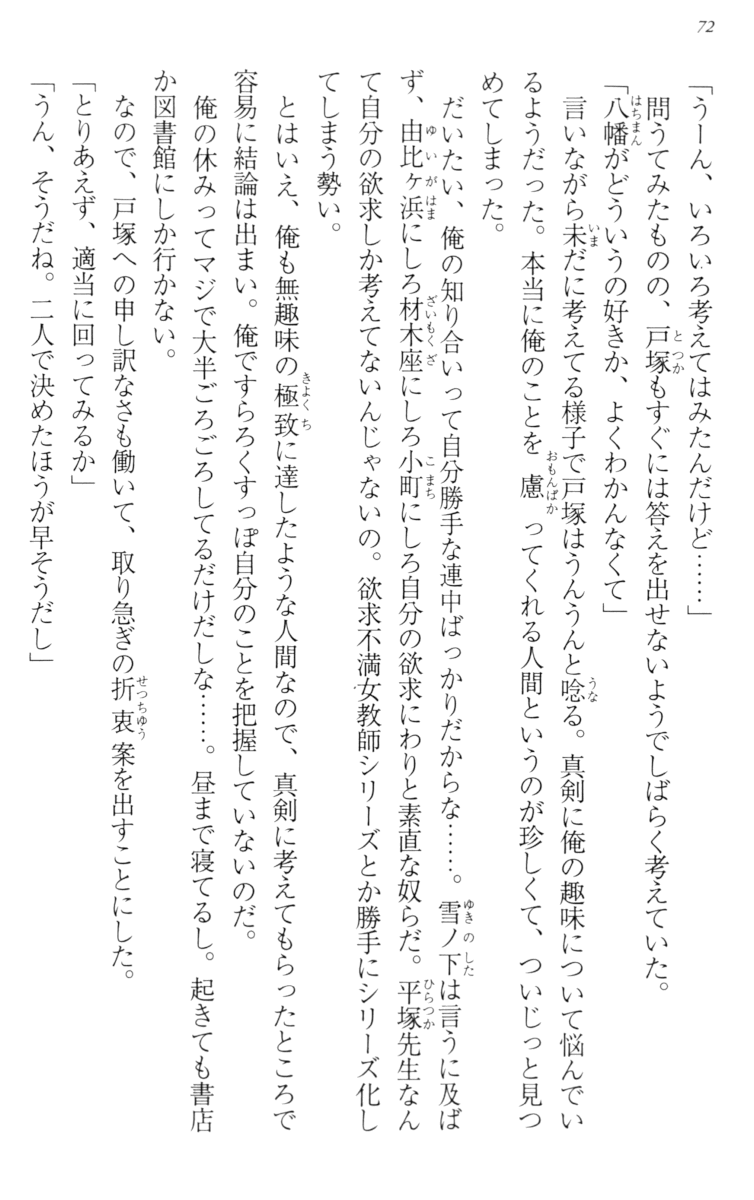 72
「うーん、いろいろ考えてはみたんだけど……」
問うてみたものの、戸塚もすぐには答えを出せないようでしばらく考えていた。
「八幡がどういうの好きか、よくわかんなくて」
言いながら未だに考えてる様子で戸塚はうんうんと唸る。真剣に俺の趣味について悩んでい
るようだった。本当に俺のことを慮ってくれる人間というのが珍しくて、ついじっと見つ
めてしまった。
だいたい、俺の知り合いって自分勝手な連中ばっかりだからな……。雪ノ下は言うに及ば
ず、由比ヶ浜にしろ材木座にしろ小町にしろ自分の欲求にわりと素直な奴らだ。平塚先生なん
て自分の欲求しか考えてないんじゃないの。欲求不満女教師シリーズとか勝手にシリーズ化し
てしまう勢い。
とはいえ、俺も無趣味の極致に達したような人間なので、真剣に考えてもらったところで
容易に結論は出まい。俺ですらろくすっぽ自分のことを把握していないのだ。
俺の休みってマジで大半ごろごろしてるだけだしな……。昼まで寝てるし。起きても書店
か図書館にしか行かない。
なので、戸塚への申し訳なさも働いて、取り急ぎの折衷案を出すことにした。
「とりあえず、適当に回ってみるか」
「うん、そうだね。二人で決めたほうが早そうだし」